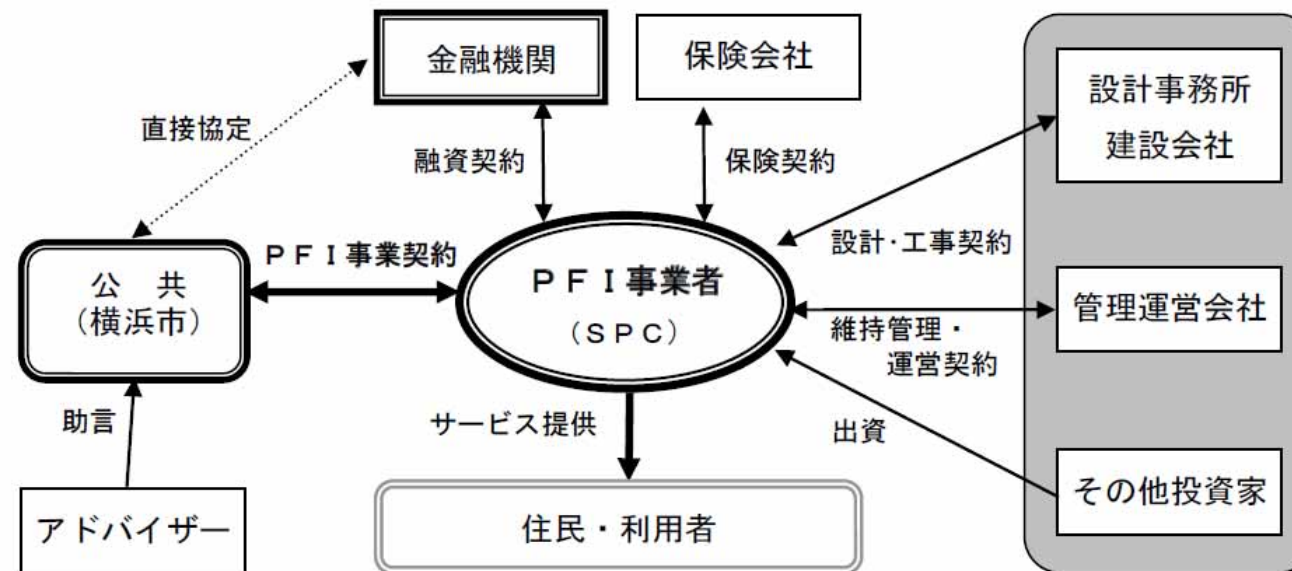 金融機関
保険会社
設計事務所
建設会社
直接協定
融資契約
保険契約
ＰＦＩ事業契約
設計・工事契約
公　共
（横浜市）
ＰＦＩ事業者
（ＳＰＣ）
管理運営会社
維持管理・
運営契約
助言
サービス提供
出資
アドバイザー
住民・利用者
その他投資家